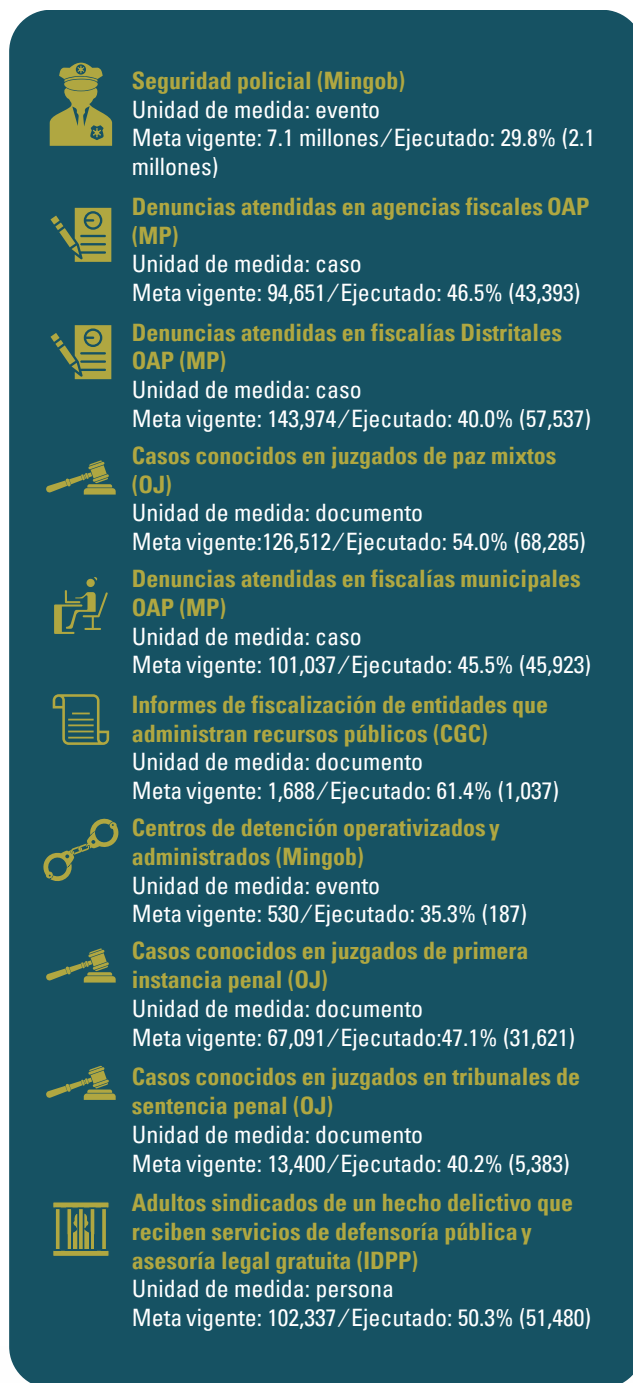 Seguridad policial (Mingob)
Unidad de medida: evento
Meta vigente: 7.1 millones/Ejecutado: 29.8% (2.1
millones)
Denuncias atendidas en agencias fiscales OAP
(MP)
Unidad de medida: caso
Meta vigente: 94,651/Ejecutado: 46.5% (43,393)
Denuncias atendidas en fiscalías Distritales
OAP (MP)
Unidad de medida: caso
Meta vigente: 143,974/Ejecutado: 40.0% (57,537)
Casos conocidos en juzgados de paz mixtos
(OJ)
Unidad de medida: documento
Meta vigente:126,512/Ejecutado: 54.0% (68,285)
Denuncias atendidas en fiscalías municipales
OAP (MP)
Unidad de medida: caso
Meta vigente: 101,037/Ejecutado: 45.5% (45,923)
Informes de fiscalización de entidades que
administran recursos públicos (CGC)
Unidad de medida: documento
Meta vigente: 1,688/Ejecutado: 61.4% (1,037)
Centros de detención operativizados y
administrados (Mingob)
Unidad de medida: evento
Meta vigente: 530/Ejecutado: 35.3% (187)
Casos conocidos en juzgados de primera
instancia penal (OJ)
Unidad de medida: documento
Meta vigente: 67,091/Ejecutado:47.1% (31,621)
Casos conocidos en juzgados en tribunales de
sentencia penal (OJ)
Unidad de medida: documento
Meta vigente: 13,400/Ejecutado: 40.2% (5,383)
Adultos sindicados de un hecho delictivo que
reciben servicios de defensoría pública y
asesoría legal gratuita (IDPP)
Unidad de medida: persona
Meta vigente: 102,337/Ejecutado: 50.3% (51,480)